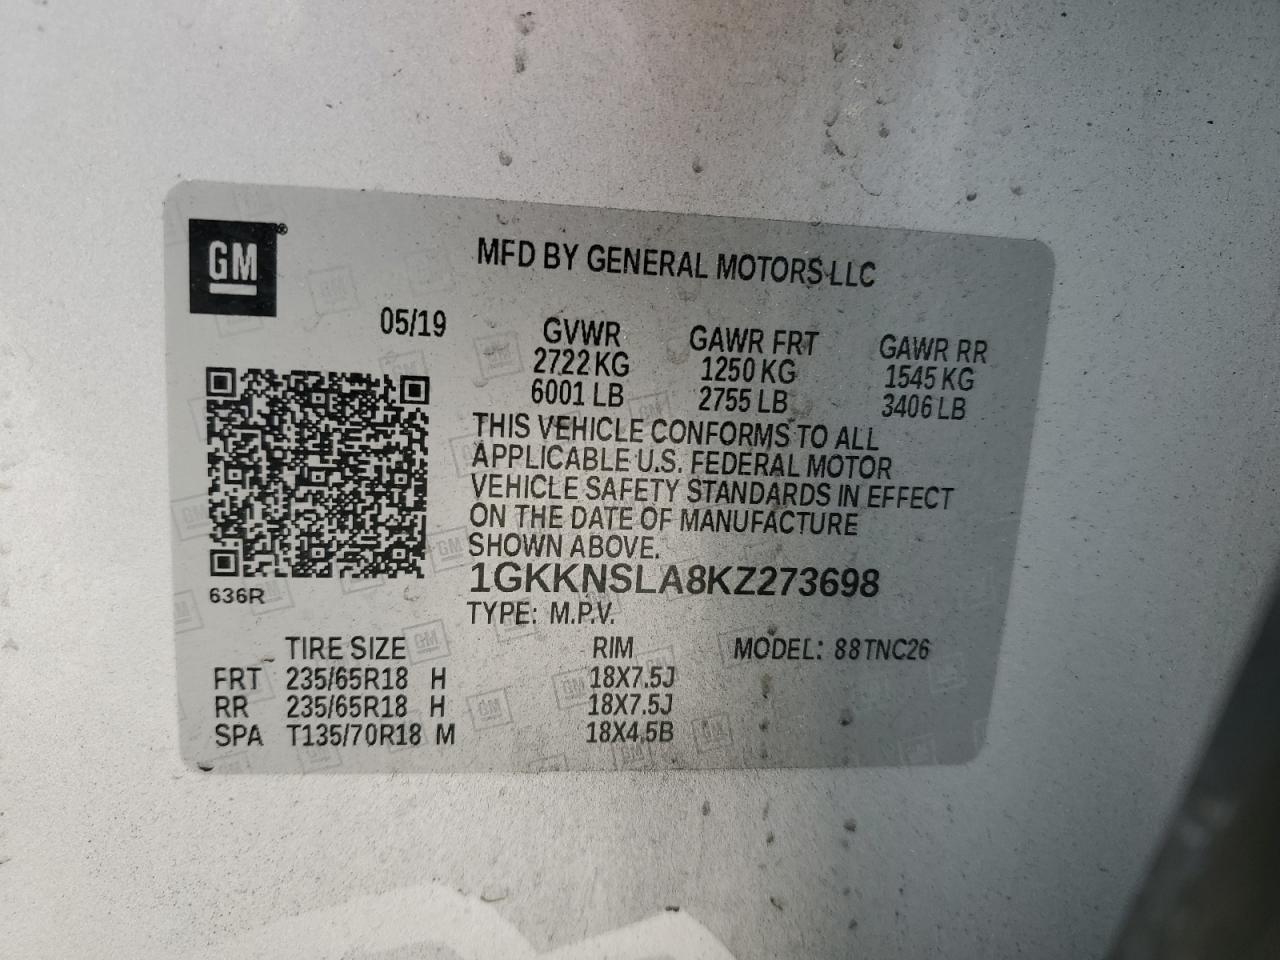 GM®
MFD BY GENERAL MOTORS LLC
05/19
GVWR GAWR FRT GAWR RR
2722 KG 1250 KG 1545 KG
6001 LB 2755 LB 3406 LB
THIS VEHICLE CONFORMS TO ALL
APPLICABLE U.S. FEDERAL MOTOR
VEHICLE SAFETY STANDARDS IN EFFECT
ON THE DATE OF MANUFACTURE
SHOWN ABOVE.
1GKKNSLA8KZ273698
636R
TYPE: M.P.V.
TIRE SIZE RIM MODEL: 88TNC26
FRT 235/65R18 H 18X7.5J
RR 235/65R18 H 18X7.5J
SPA T135/70R18 M 18X4.5B